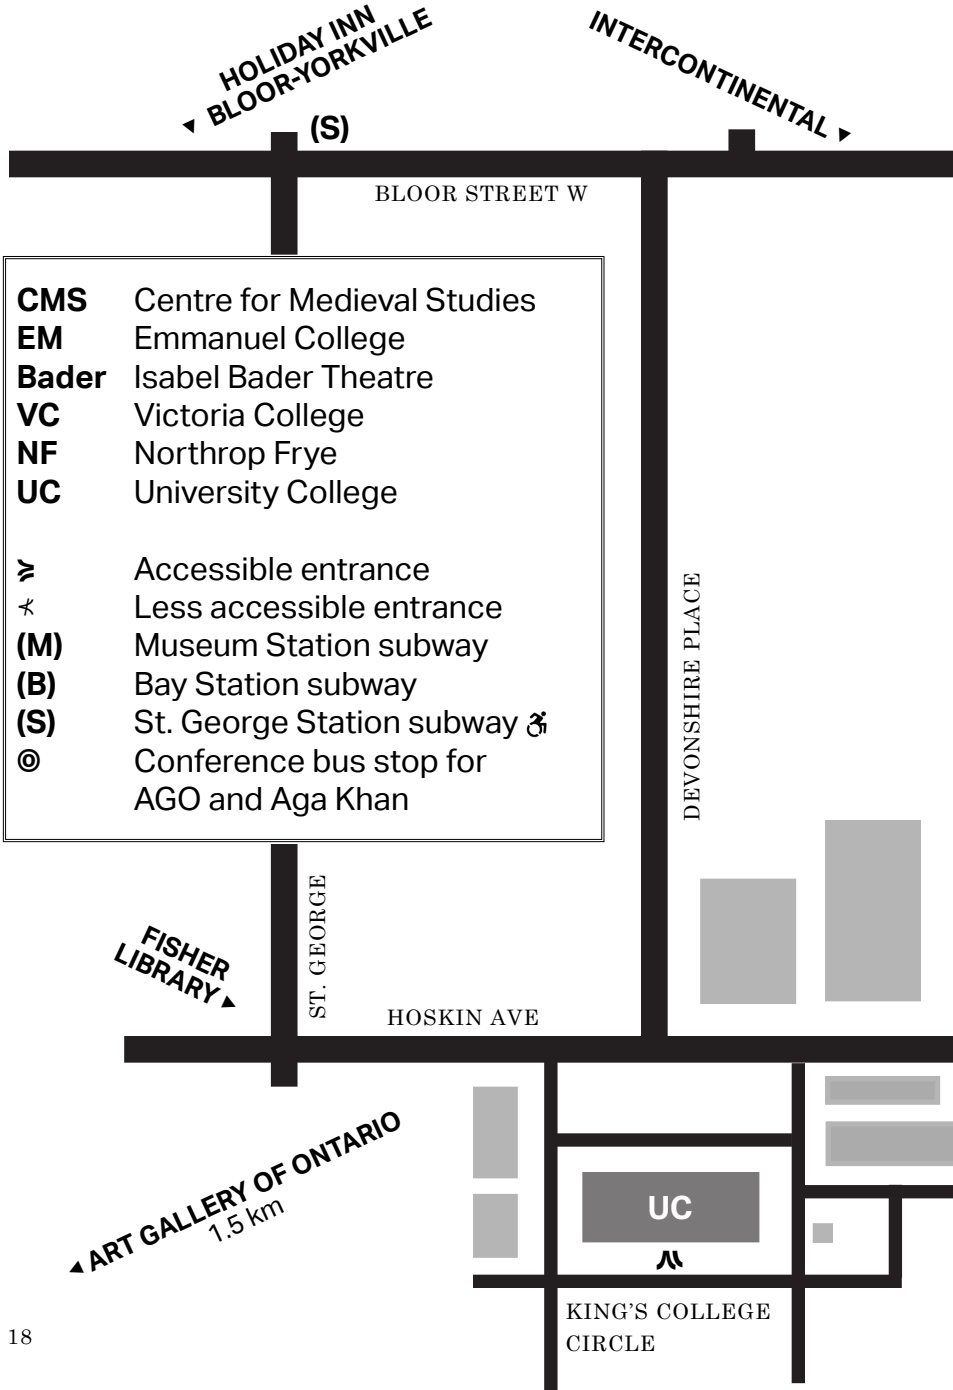 HOLIDAY INN
BLOOR-YORKVILLE
INTERCONTINENTAL
(S)
BLOOR STREET W
CMS Centre for Medieval Studies
EM Emmanuel College
Bader Isabel Bader Theatre
VC Victoria College
NF Northrop Frye
UC University College
Accessible entrance
Less accessible entrance
(M) Museum Station subway
(B) Bay Station subway
(S) St. George Station subway
Conference bus stop for
AGO and Aga Khan
DEVONSHIRE PLACE
ST. GEORGE
FISHER
LIBRARY
HOSKIN AVE
ART GALLERY OF ONTARIO
1.5 km
UC
KING'S COLLEGE
CIRCLE
18